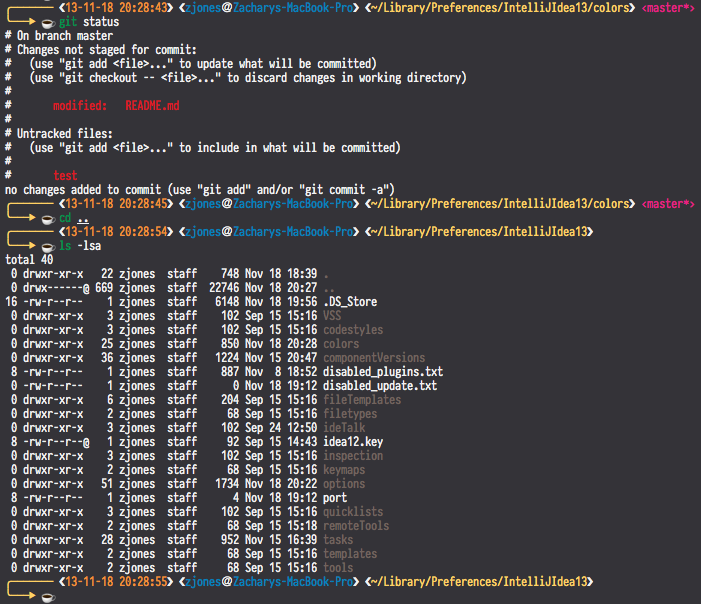 ❮13-11-18 20:28:43❯ ❮zjones@Zacharys-MacBook-Pro❯ ❮~/Library/Preferences/IntelliJIdea13/colors❯ ❮master*❯
git status
# On branch master
# Changes not staged for commit:
#   (use "git add <file>..." to update what will be committed)
#   (use "git checkout -- <file>..." to discard changes in working directory)
#
#       modified:   README.md
#
# Untracked files:
#   (use "git add <file>..." to include in what will be committed)
#
#       test
no changes added to commit (use "git add" and/or "git commit -a")
❮13-11-18 20:28:45❯ ❮zjones@Zacharys-MacBook-Pro❯ ❮~/Library/Preferences/IntelliJIdea13/colors❯ ❮master*❯
cd ..
❮13-11-18 20:28:54❯ ❮zjones@Zacharys-MacBook-Pro❯ ❮~/Library/Preferences/IntelliJIdea13❯
ls -lsa
total 40
 0 drwxr-xr-x   22 zjones  staff    748 Nov 18 18:39 .
 0 drwx------@ 669 zjones  staff  22746 Nov 18 20:27 ..
16 -rw-r--r--    1 zjones  staff   6148 Nov 18 19:56 .DS_Store
 0 drwxr-xr-x    3 zjones  staff    102 Sep 15 15:16 VSS
 0 drwxr-xr-x    3 zjones  staff    102 Sep 15 15:16 codestyles
 0 drwxr-xr-x   25 zjones  staff    850 Nov 18 20:28 colors
 0 drwxr-xr-x   36 zjones  staff   1224 Nov 15 20:47 componentVersions
 8 -rw-r--r--    1 zjones  staff    887 Nov  8 18:52 disabled_plugins.txt
 0 -rw-r--r--    1 zjones  staff      0 Nov 18 19:12 disabled_update.txt
 0 drwxr-xr-x    6 zjones  staff    204 Sep 15 15:16 fileTemplates
 0 drwxr-xr-x    2 zjones  staff     68 Sep 15 15:16 filetypes
 0 drwxr-xr-x    3 zjones  staff    102 Sep 24 12:50 ideTalk
 8 -rw-r--r--@   1 zjones  staff     92 Sep 15 14:43 idea12.key
 0 drwxr-xr-x    3 zjones  staff    102 Sep 15 15:16 inspection
 0 drwxr-xr-x    2 zjones  staff     68 Sep 15 15:16 keymaps
 0 drwxr-xr-x   51 zjones  staff   1734 Nov 18 20:22 options
 8 -rw-r--r--    1 zjones  staff      4 Nov 18 19:12 port
 0 drwxr-xr-x    3 zjones  staff    102 Sep 15 15:16 quicklists
 0 drwxr-xr-x    2 zjones  staff     68 Sep 15 15:18 remoteTools
 0 drwxr-xr-x   28 zjones  staff    952 Nov 15 16:39 tasks
 0 drwxr-xr-x    2 zjones  staff     68 Sep 15 15:16 templates
 0 drwxr-xr-x    2 zjones  staff     68 Sep 15 15:16 tools
❮13-11-18 20:28:55❯ ❮zjones@Zacharys-MacBook-Pro❯ ❮~/Library/Preferences/IntelliJIdea13❯